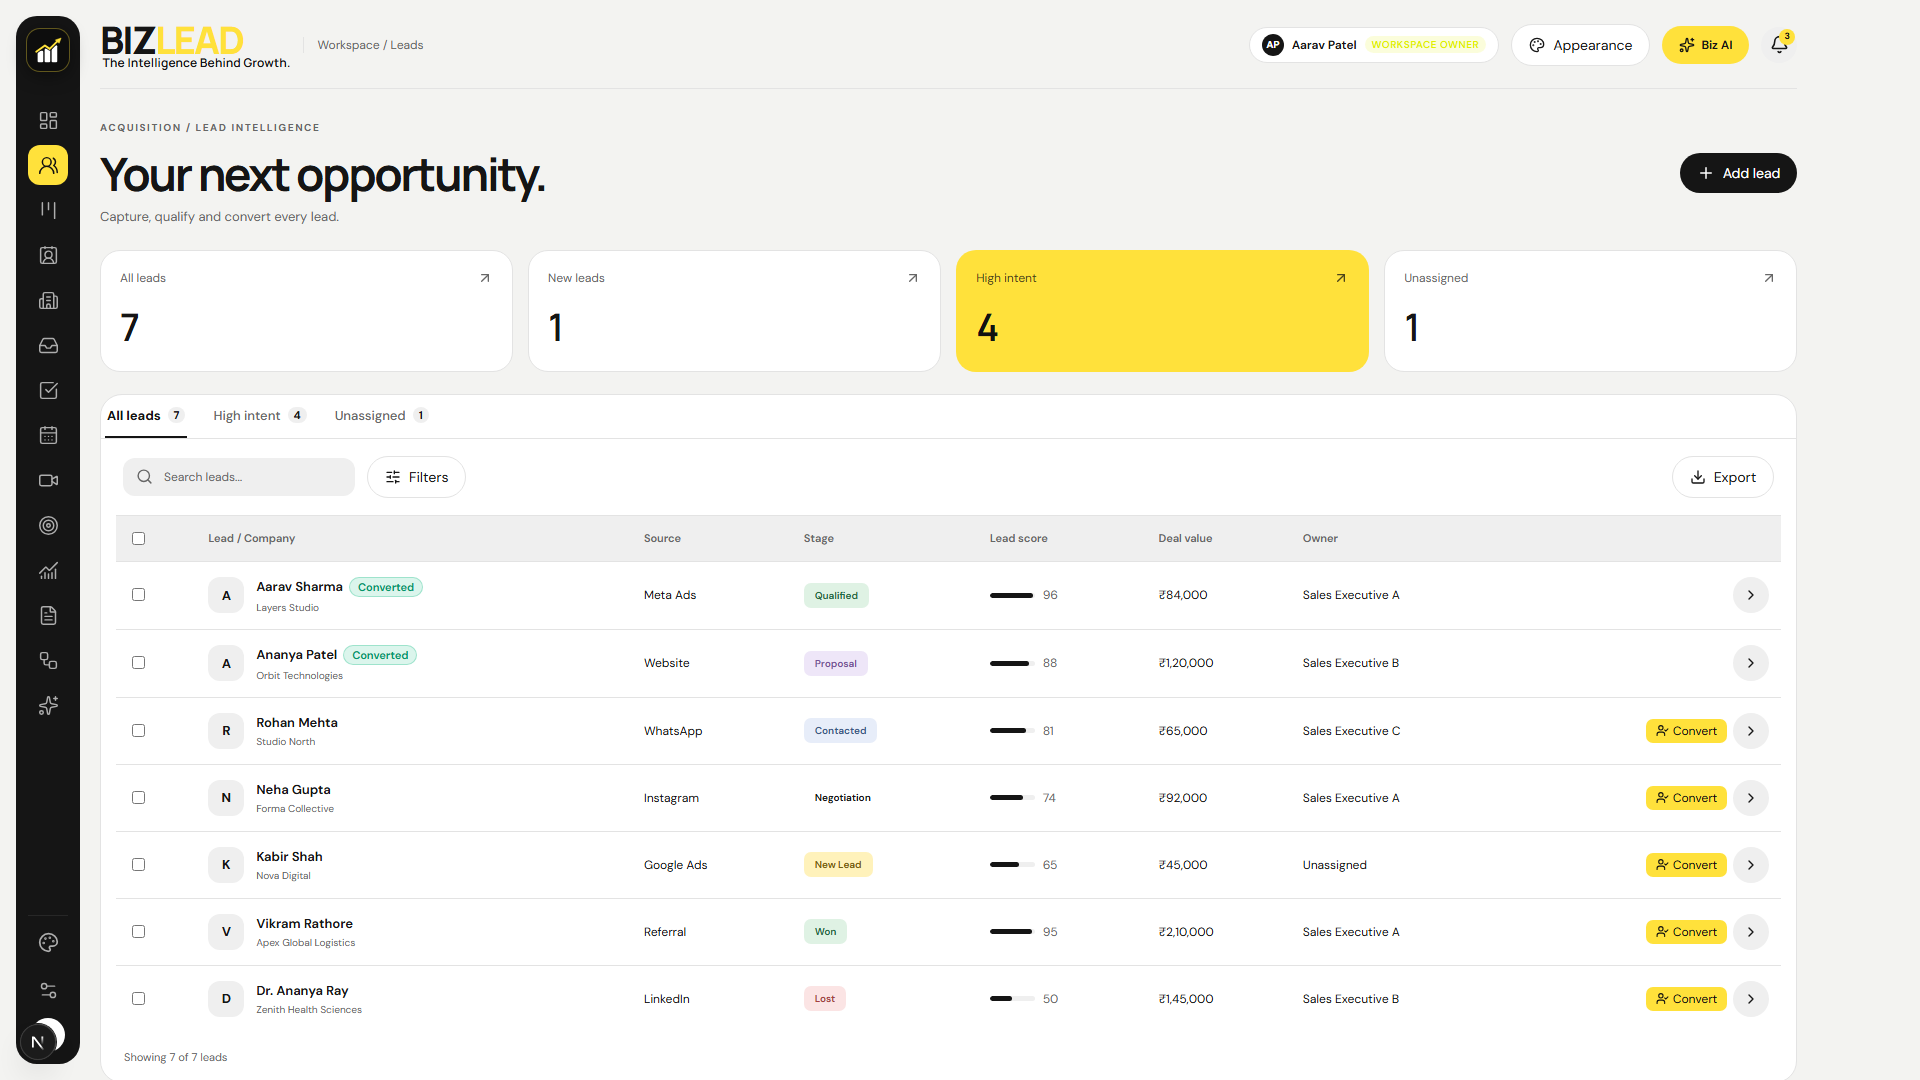 BIZLEAD
The Intelligence Behind Growth.
Workspace / Leads
AP Aarav Patel WORKSPACE OWNER
Appearance
Biz AI
3
ACQUISITION / LEAD INTELLIGENCE
Your next opportunity.
Add lead
Capture, qualify and convert every lead.
All leads
7
New leads
1
High intent
4
Unassigned
1
All leads 7 High intent 4 Unassigned 1
Search leads...
Filters
Export
Lead / Company Source Stage Lead score Deal value Owner
A Aarav Sharma Converted
Layers Studio
Meta Ads Qualified 96 ₹84,000 Sales Executive A
A Ananya Patel Converted
Orbit Technologies
Website Proposal 88 ₹1,20,000 Sales Executive B
R Rohan Mehta
Studio North
WhatsApp Contacted 81 ₹65,000 Sales Executive C Convert
N Neha Gupta
Forma Collective
Instagram Negotiation 74 ₹92,000 Sales Executive A Convert
K Kabir Shah
Nova Digital
Google Ads New Lead 65 ₹45,000 Unassigned Convert
V Vikram Rathore
Apex Global Logistics
Referral Won 95 ₹2,10,000 Sales Executive A Convert
D Dr. Ananya Ray
Zenith Health Sciences
LinkedIn Lost 50 ₹1,45,000 Sales Executive B Convert
N
Showing 7 of 7 leads